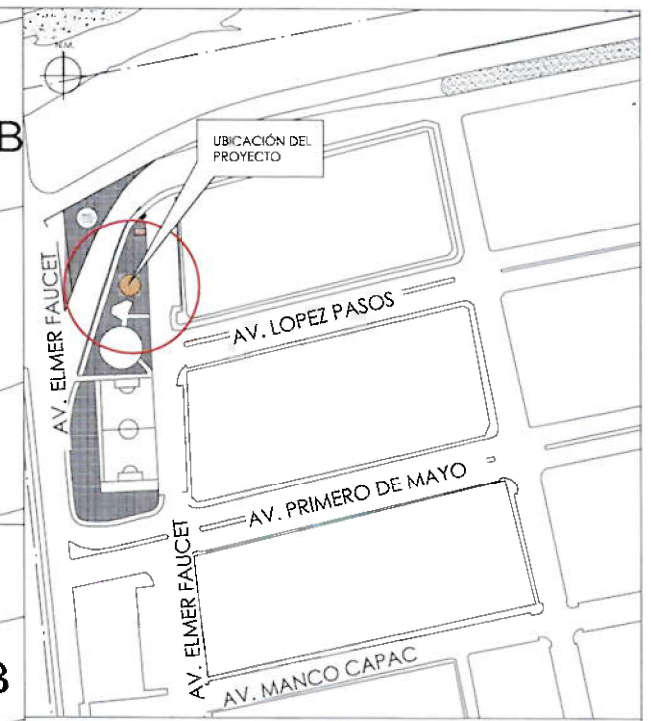 N.M.
B
UBICACIÓN DEL
PROYECTO
AV. ELMER FAUCET
AV. LOPEZ PASOS
AV. PRIMERO DE MAYO
AV. ELMER FAUCET
AV. MANCO CAPAC
B